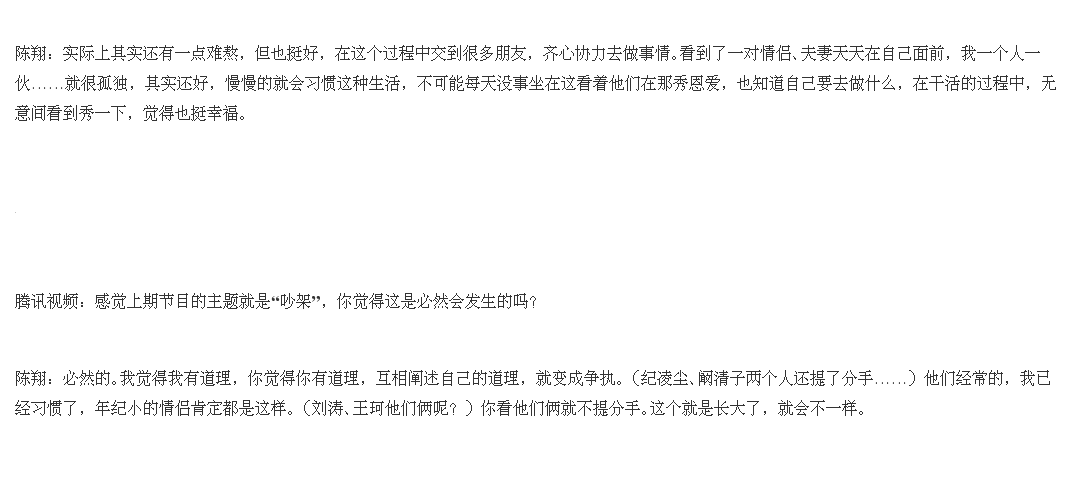 陈翔：实际上其实还有一点难熬，但也挺好，在这个过程中交到很多朋友，齐心协力去做事情。看到了一对情侣、夫妻天天在自己面前，我一个人一
伙……就很孤独，其实还好，慢慢的就会习惯这种生活，不可能每天没事坐在这看着他们在那秀恩爱，也知道自己要去做什么，在干活的过程中，无
意间看到秀一下，觉得也挺幸福。
腾讯视频：感觉上期节目的主题就是“吵架”，你觉得这是必然会发生的吗？
陈翔：必然的。我觉得我有道理，你觉得你有道理，互相阐述自己的道理，就变成争执。（纪凌尘、阚清子两个人还提了分手……）他们经常的，我已
经习惯了，年纪小的情侣肯定都是这样。（刘涛、王珂他们俩呢？）你看他们俩就不提分手。这个就是长大了，就会不一样。